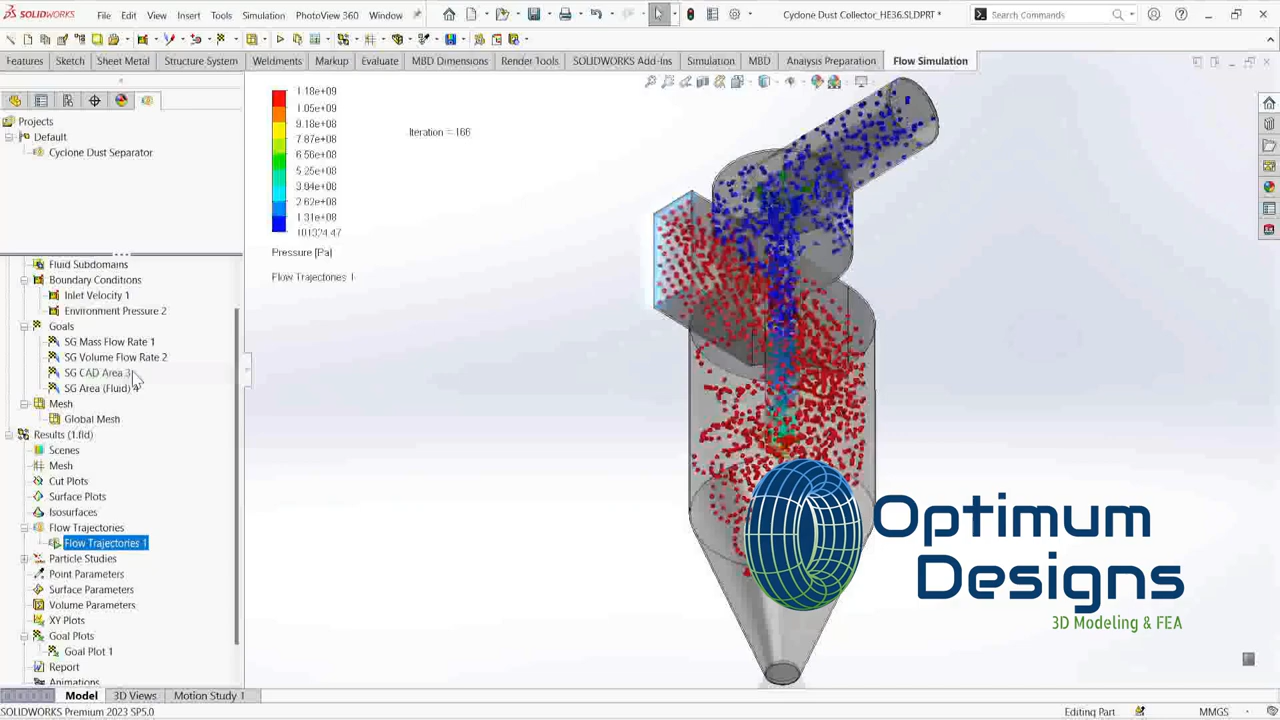 SOLIDWORKS File Edit View Insert Tools Simulation PhotoView 360 Window Cyclone Dust Collector_HE36.SLDPRT * Search Commands
Features Sketch Sheet Metal Structure System Weldments Markup Evaluate MBD Dimensions Render Tools SOLIDWORKS Add-ins Simulation MBD Analysis Preparation Flow Simulation
Projects
Default
Cyclone Dust Separator
Fluid Subdomains
Boundary Conditions
Inlet Velocity 1
Environment Pressure 2
Goals
SG Mass Flow Rate 1
SG Volume Flow Rate 2
SG CAD Area 3
SG Area (Fluid) 4
Mesh
Global Mesh
Results (1.fld)
Scenes
Mesh
Cut Plots
Surface Plots
Isosurfaces
Flow Trajectories
Flow Trajectories 1
Particle Studies
Point Parameters
Surface Parameters
Volume Parameters
XY Plots
Goal Plots
Goal Plot 1
Report
Animations
1.18e+09
1.05e+09
9.18e+08
7.87e+08
6.56e+08
5.25e+08
3.94e+08
2.62e+08
1.31e+08
101324.47
Pressure [Pa]
Flow Trajectories 1
Iteration = 166
Optimum
Designs
3D Modeling & FEA
Model 3D Views Motion Study 1
SOLIDWORKS Premium 2023 SP5.0 Editing Part MMGS